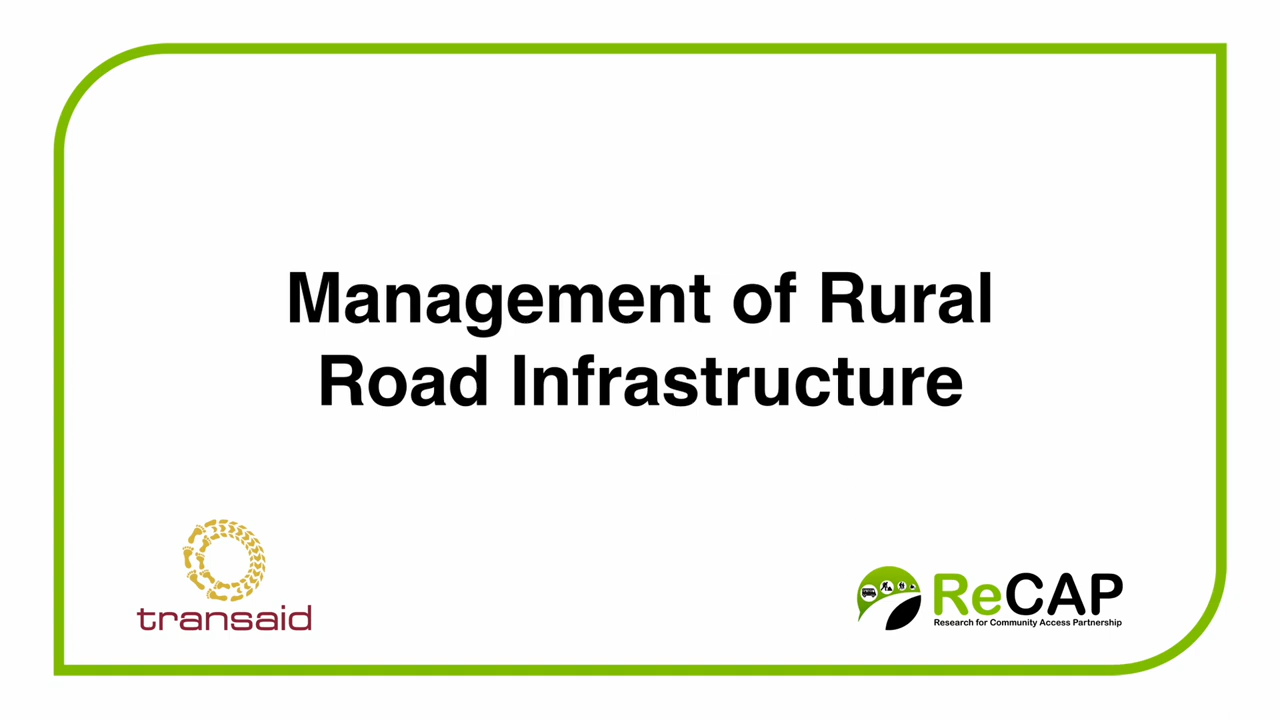 Management of Rural
Road Infrastructure
transaid
ReCAP
Research for Community Access Partnership